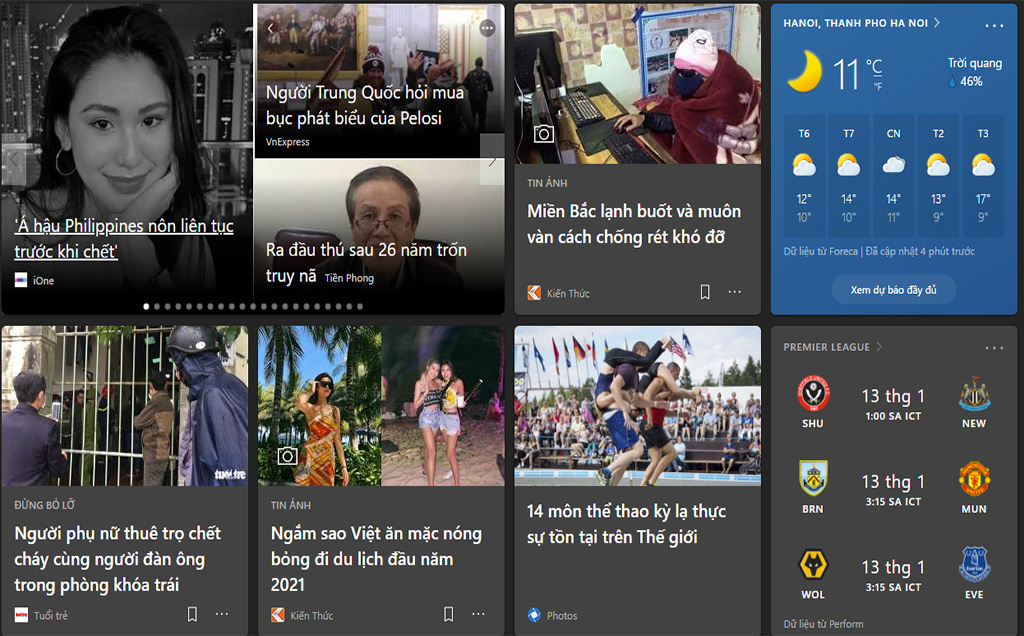 'Á hậu Philippines nôn liên tục
trước khi chết'
iOne
Người Trung Quốc hỏi mua
bục phát biểu của Pelosi
VnExpress
Ra đầu thú sau 26 năm trốn
truy nã Tiền Phong
TIN ẢNH
Miền Bắc lạnh buốt và muôn
vàn cách chống rét khó đỡ
Kiến Thức
HANOI, THANH PHO HA NOI
11 °C
°F
Trời quang
46%
T6 T7 CN T2 T3
12° 14° 14° 13° 17°
10° 10° 11° 9° 9°
Dữ liệu từ Foreca | Đã cập nhật 4 phút trước
Xem dự báo đầy đủ
tuổi trẻ
ĐỪNG BỎ LỠ
Người phụ nữ thuê trọ chết
cháy cùng người đàn ông
trong phòng khóa trái
Tuổi trẻ
TIN ẢNH
Ngắm sao Việt ăn mặc nóng
bỏng đi du lịch đầu năm
2021
Kiến Thức
14 môn thể thao kỳ lạ thực
sự tồn tại trên Thế giới
Photos
PREMIER LEAGUE
13 thg 1
1:00 SA ICT
SHU NEW
13 thg 1
3:15 SA ICT
BRN MUN
13 thg 1
3:15 SA ICT
WOL EVE
Dữ liệu từ Perform